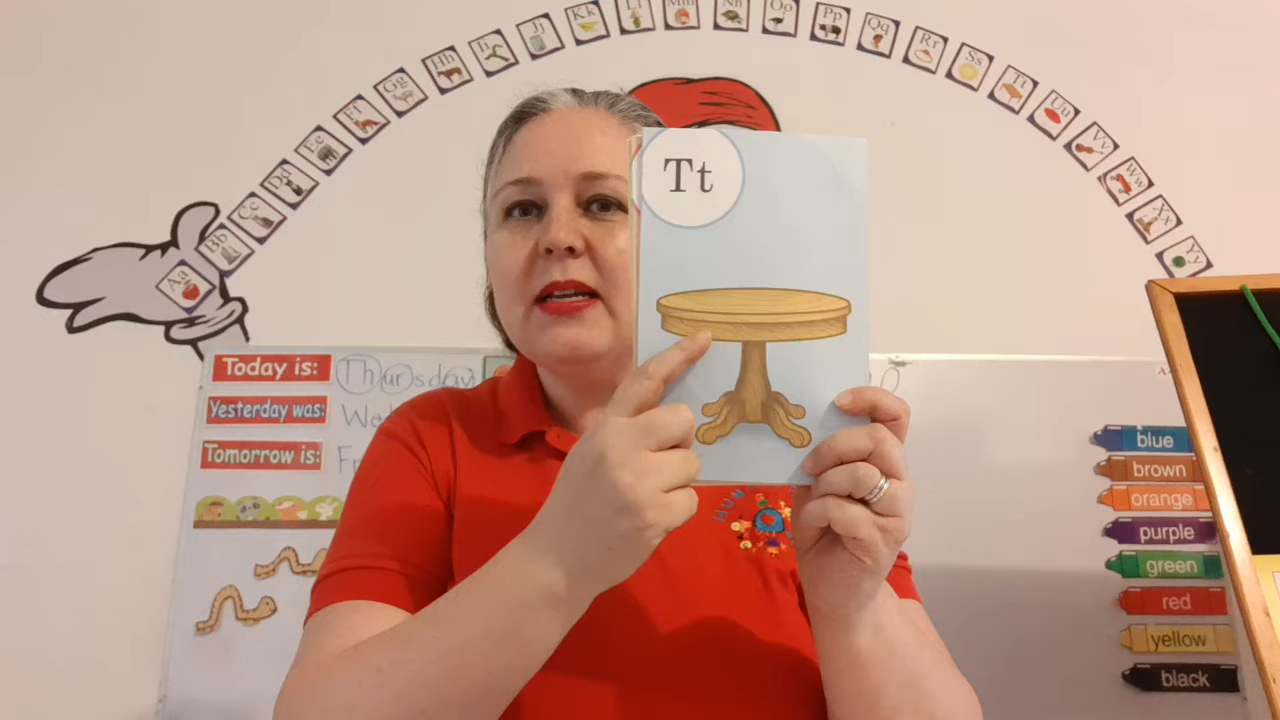 Aa
Bb
Cc
Dd
Ee
Ff
Gg
Hh
Ii
Jj
Kk
Ll
Mm
Nn
Oo
Pp
Qq
Rr
Ss
Tt
Uu
Vv
Ww
Xx
Yy
Tt
Today is: Thursday
Yesterday was:
Tomorrow is:
blue
brown
orange
purple
green
red
yellow
black